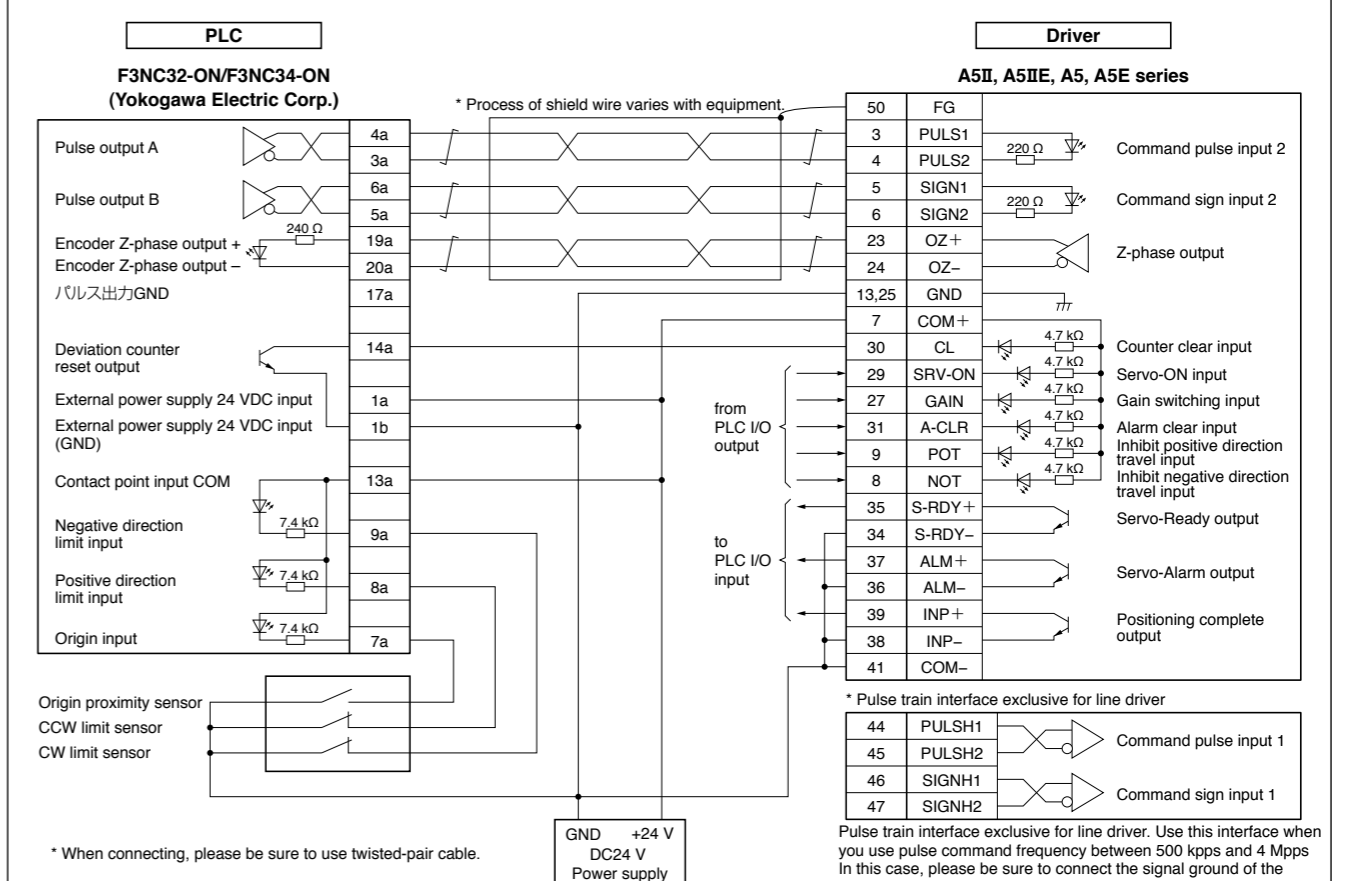 PLC
Driver
F3NC32-ON/F3NC34-ON
(Yokogawa Electric Corp.)
A5II, A5IIE, A5, A5E series
* Process of shield wire varies with equipment.
Pulse output A
4a
3a
Pulse output B
6a
5a
240 Ω
Encoder Z-phase output +
19a
Encoder Z-phase output –
20a
パルス出力GND
17a
Deviation counter
reset output
14a
External power supply 24 VDC input
1a
External power supply 24 VDC input
(GND)
1b
Contact point input COM
13a
Negative direction
limit input
7.4 kΩ
9a
Positive direction
limit input
7.4 kΩ
8a
Origin input
7.4 kΩ
7a
Origin proximity sensor
CCW limit sensor
CW limit sensor
from
PLC I/O
output
to
PLC I/O
input
50 FG
3 PULS1
4 PULS2
220 Ω
Command pulse input 2
5 SIGN1
6 SIGN2
220 Ω
Command sign input 2
23 OZ+
24 OZ–
Z-phase output
13,25 GND
7 COM+
30 CL 4.7 kΩ Counter clear input
29 SRV-ON 4.7 kΩ Servo-ON input
27 GAIN 4.7 kΩ Gain switching input
31 A-CLR 4.7 kΩ Alarm clear input
9 POT 4.7 kΩ Inhibit positive direction
travel input
8 NOT 4.7 kΩ Inhibit negative direction
travel input
35 S-RDY+
34 S-RDY–
Servo-Ready output
37 ALM+
36 ALM–
Servo-Alarm output
39 INP+
38 INP–
Positioning complete
output
41 COM–
* Pulse train interface exclusive for line driver
44 PULSH1
45 PULSH2
Command pulse input 1
46 SIGNH1
47 SIGNH2
Command sign input 1
Pulse train interface exclusive for line driver. Use this interface when
you use pulse command frequency between 500 kpps and 4 Mpps
In this case, please be sure to connect the signal ground of the
* When connecting, please be sure to use twisted-pair cable.
GND +24 V
DC24 V
Power supply